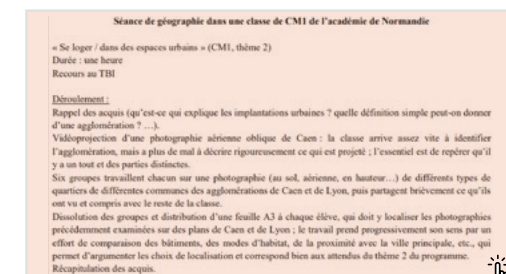 Séance de géographie dans une classe de CM1 de l'académie de Normandie
« Se loger / dans des espaces urbains » (CM1, thème 2)
Durée : une heure
Recours au TBI
Déroulement :
Rappel des acquis (qu'est-ce qui explique les implantations urbaines ? quelle définition simple peut-on donner
d'une agglomération ? …).
Vidéoprojection d'une photographie aérienne oblique de Caen : la classe arrive assez vite à identifier
l'agglomération, mais a plus de mal à décrire rigoureusement ce qui est projeté ; l'essentiel est de repérer qu'il
y a un tout et des parties distinctes.
Six groupes travaillent chacun sur une photographie (au sol, aérienne, en hauteur…) de différents types de
quartiers de différentes communes des agglomérations de Caen et de Lyon, puis partagent brièvement ce qu'ils
ont vu et compris avec le reste de la classe.
Dissolution des groupes et distribution d'une feuille A3 à chaque élève, qui doit y localiser les photographies
précédemment examinées sur des plans de Caen et de Lyon ; le travail prend progressivement son sens par un
effort de comparaison des bâtiments, des modes d'habitat, de la proximité avec la ville principale, etc., qui
permet d'argumenter les choix de localisation et correspond bien aux attendus du thème 2 du programme.
Récapitulation des acquis.